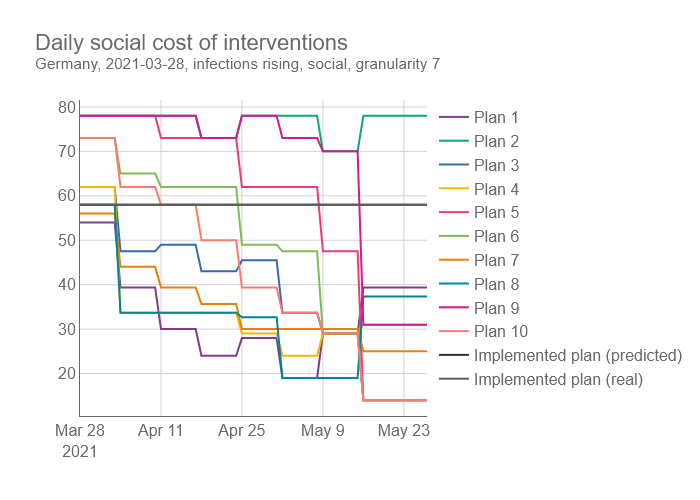 Daily social cost of interventions
Germany, 2021-03-28, infections rising, social, granularity 7
80
70
60
50
40
30
20
Mar 28
2021
Apr 11
Apr 25
May 9
May 23
Plan 1
Plan 2
Plan 3
Plan 4
Plan 5
Plan 6
Plan 7
Plan 8
Plan 9
Plan 10
Implemented plan (predicted)
Implemented plan (real)